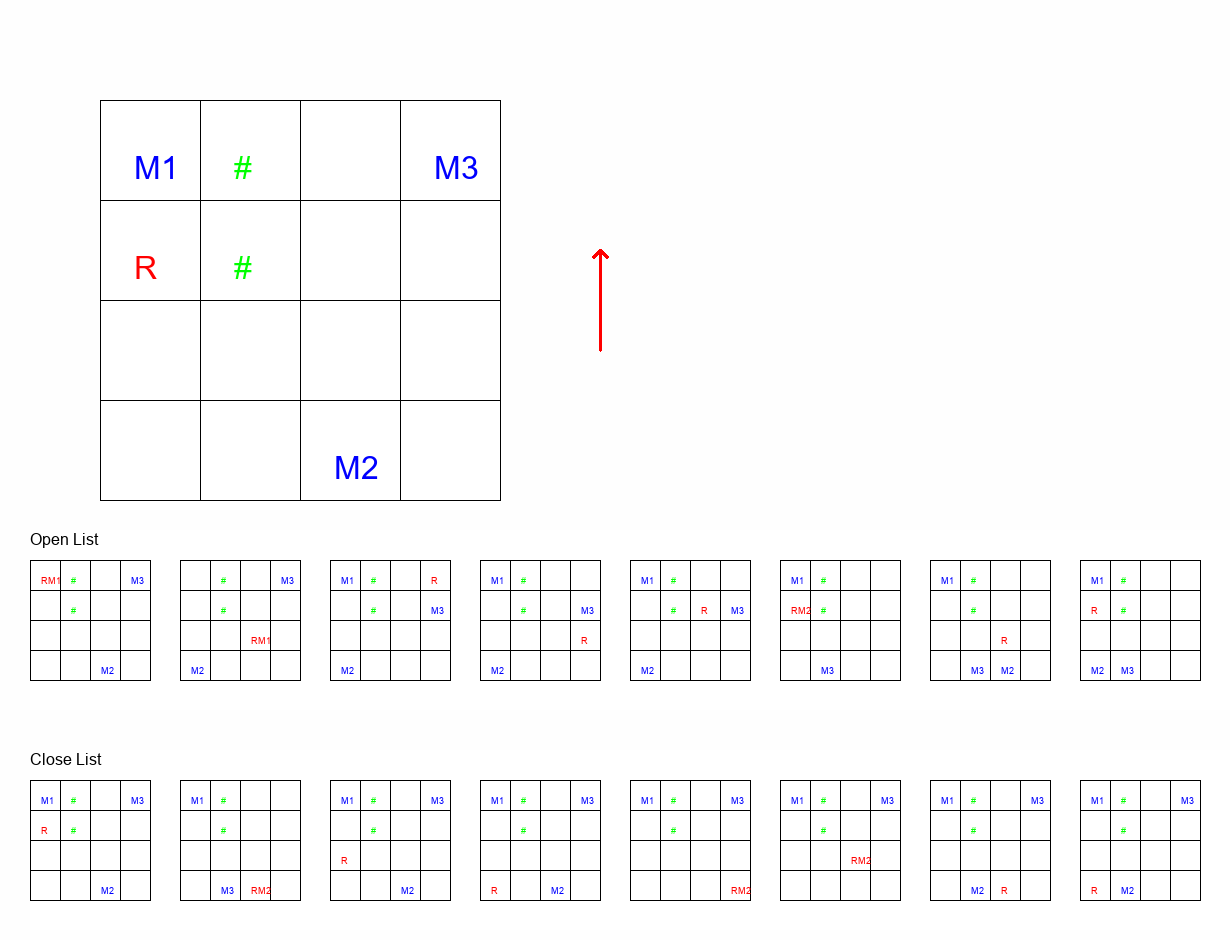 M1 # M3
R #
M2
Open List
RM1 # M3 # M3 M1 # R M1 # M1 # M1 # M1 # M1 #
# # # M3 # M3 # R M3 RM2 # # R #
RM1 R R
M2 M2 M2 M2 M2 M3 M3 M2 M2 M3
Close List
M1 # M3 M1 # M1 # M3 M1 # M3 M1 # M3 M1 # M3 M1 # M3 M1 # M3
R # # # # # # # #
R RM2
M2 M3 RM2 M2 R M2 RM2 M2 R R M2